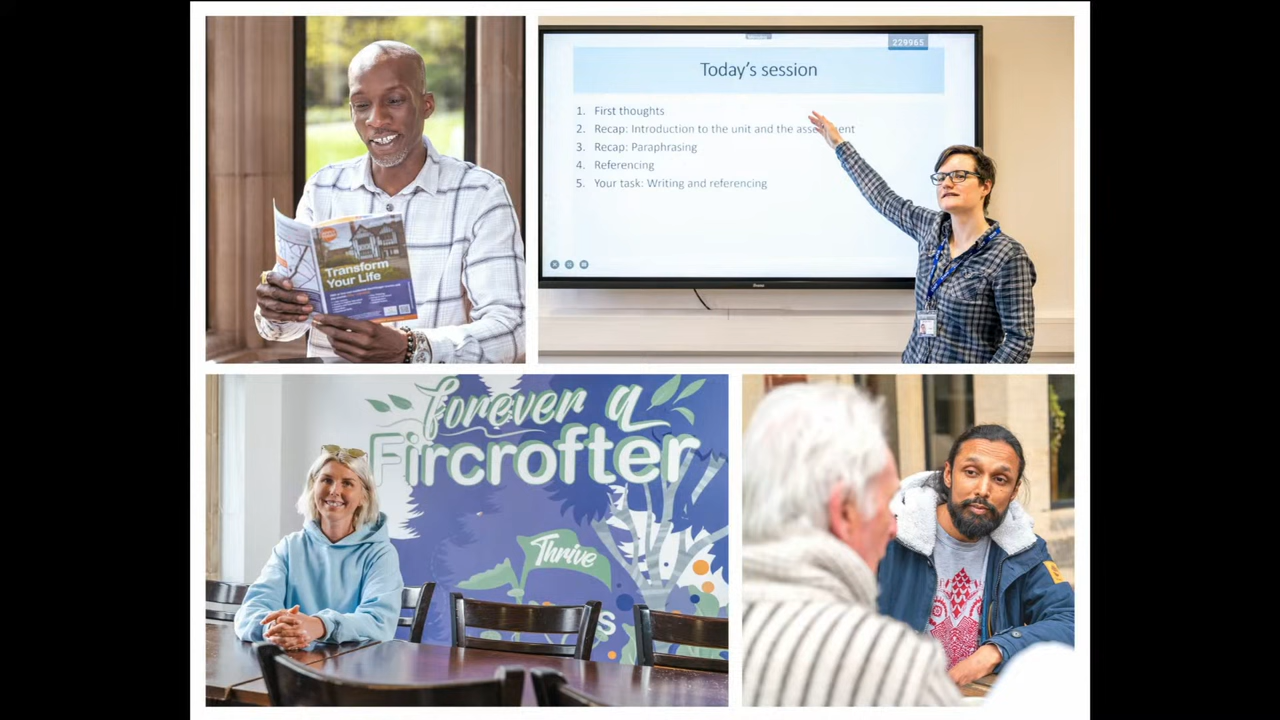 Transform
Your Life
229965
Today's session
1. First thoughts
2. Recap: Introduction to the unit and the
3. Recap: Paraphrasing
4. Referencing
5. Your task: Writing and referencing
forever a
Fircrofter
Thrive